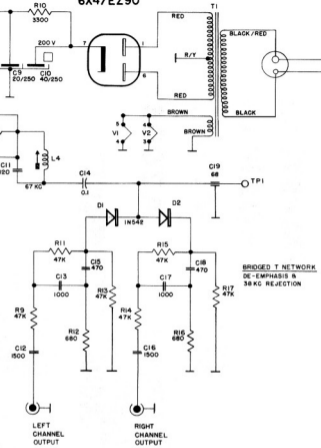 6X4/EZ90
R10
3300
T1
RED
BLACK/RED
200 V
7
1
R/Y
C9
20/250
C10
40/250
6
RED
BLACK
BROWN
5
V1
4
4
V2
3
BROWN
L4
C11
120
67 KC
C14
0.1
C19
68
TP1
D1
D2
1N542
R11
47K
C15
470
R15
47K
C18
470
BRIDGED T NETWORK
DE-EMPHASIS &
38 KC REJECTION
C13
1000
R13
47K
C17
1000
R17
47K
R9
47K
R12
680
R14
47K
R16
680
C12
1500
C16
1500
LEFT
CHANNEL
OUTPUT
RIGHT
CHANNEL
OUTPUT